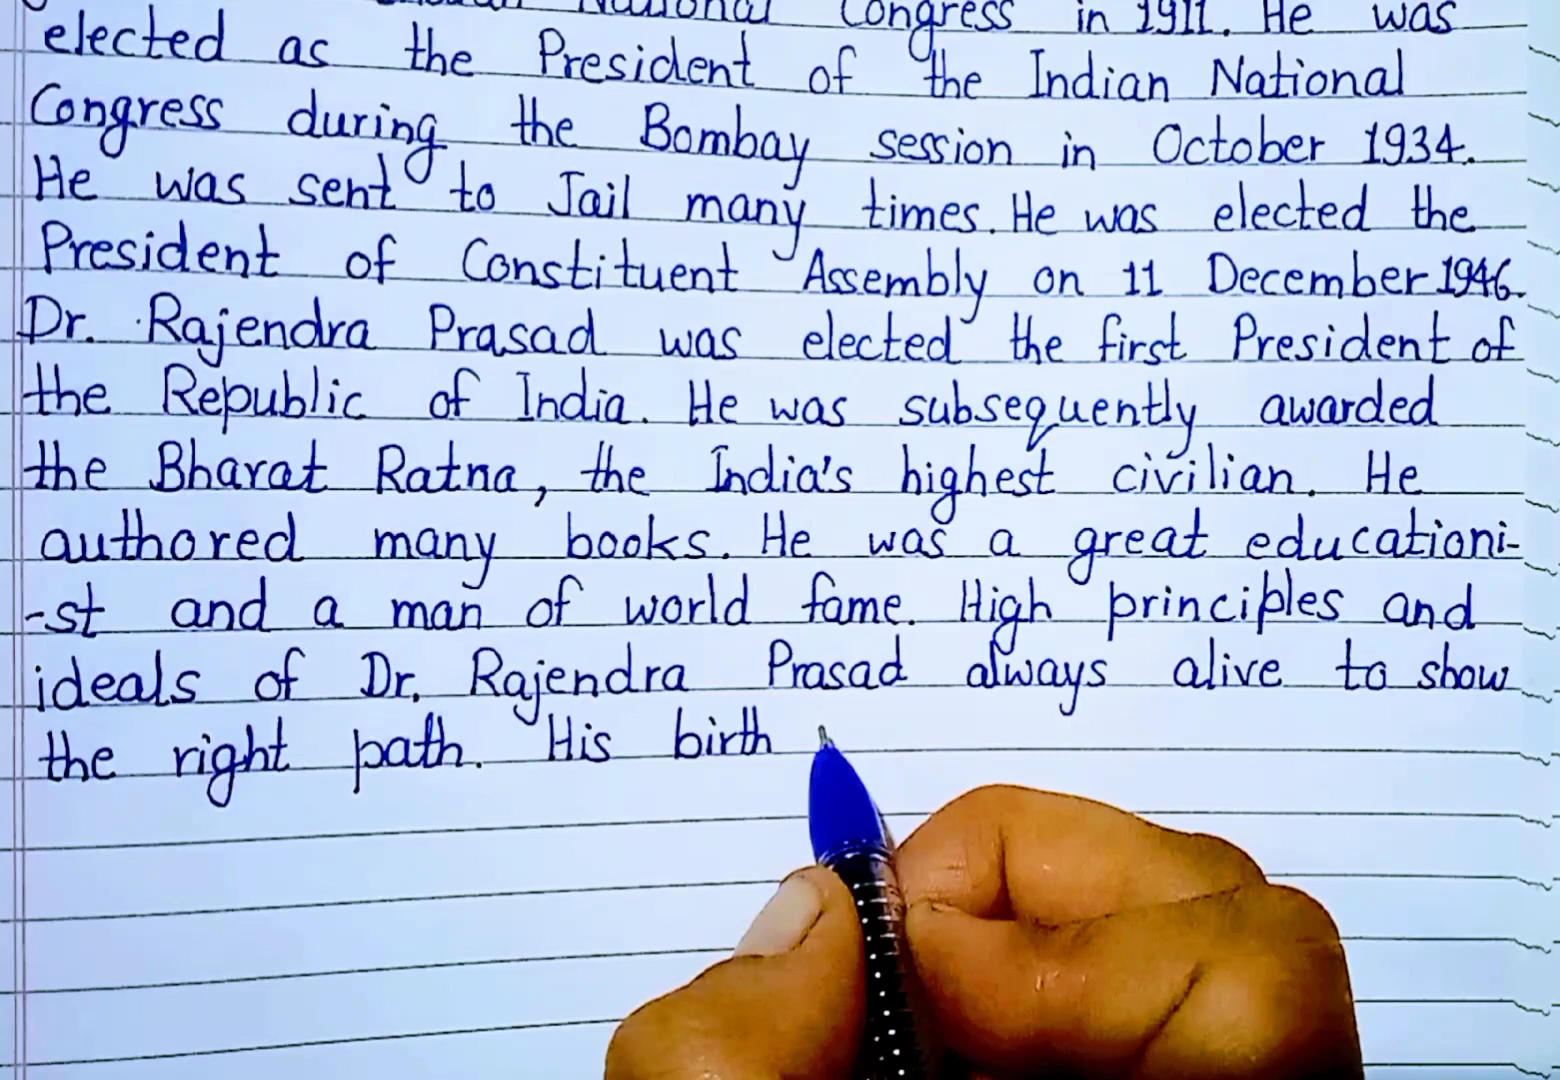 National Congress in 1911. He was
elected as the President of the Indian National
Congress during the Bombay session in October 1934.
He was sent to Jail many times. He was elected the
President of Constituent Assembly on 11 December 1946.
Dr. Rajendra Prasad was elected the first President of
the Republic of India. He was subsequently awarded
the Bharat Ratna, the India's highest civilian. He
authored many books. He was a great educationi-
-st and a man of world fame. High principles and
ideals of Dr. Rajendra Prasad always alive to show
the right path. His birth